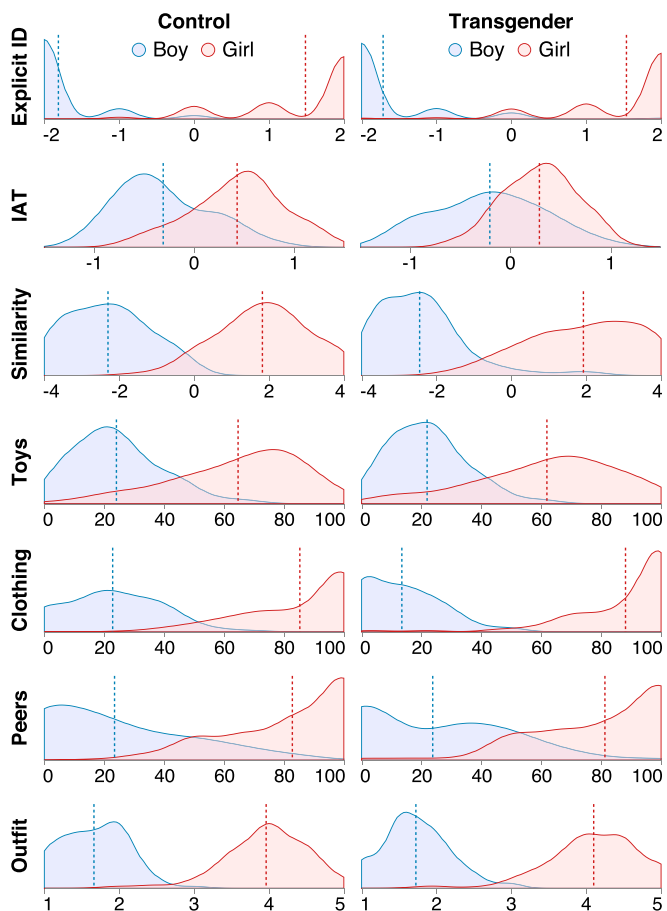 Control Transgender
Boy Girl Boy Girl
Explicit ID
-2 -1 0 1 2 -2 -1 0 1 2
IAT
-1 0 1 -1 0 1
Similarity
-4 -2 0 2 4 -4 -2 0 2 4
Toys
0 20 40 60 80 100 0 20 40 60 80 100
Clothing
0 20 40 60 80 100 0 20 40 60 80 100
Peers
0 20 40 60 80 100 0 20 40 60 80 100
Outfit
1 2 3 4 5 1 2 3 4 5